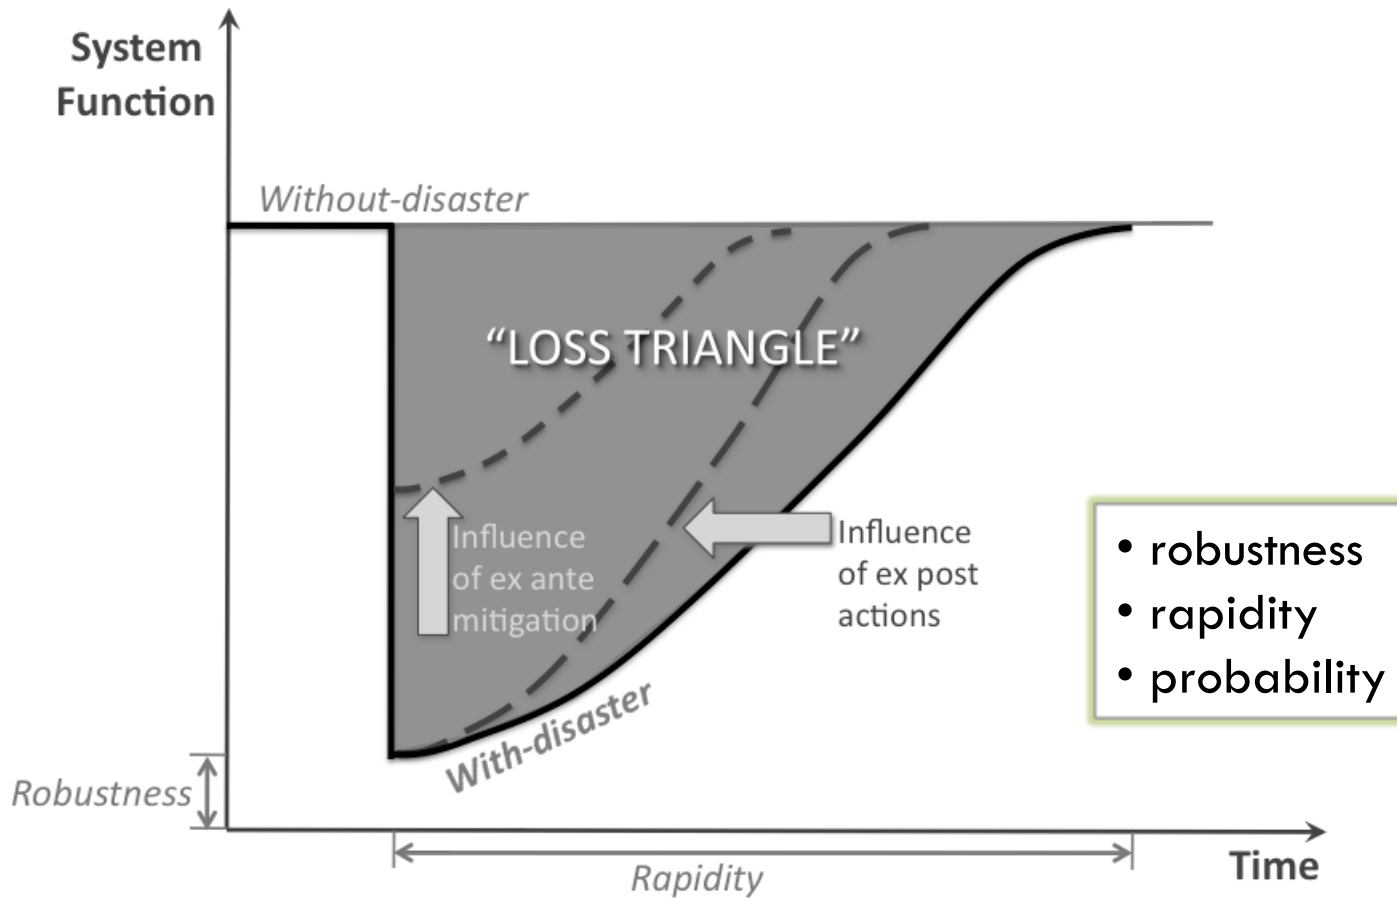 System
Function
Without-disaster
“LOSS TRIANGLE”
Influence
of ex ante
mitigation
Influence
of ex post
actions
• robustness
• rapidity
• probability
With-disaster
Robustness
Rapidity
Time